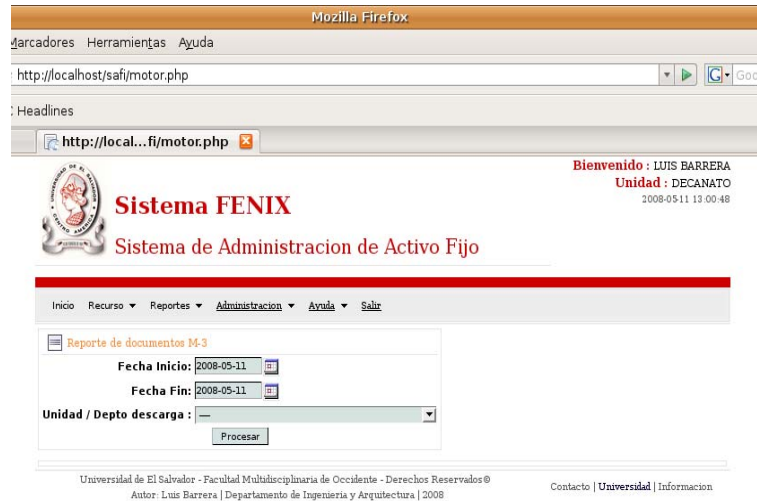 Mozilla Firefox
Marcadores Herramientas Ayuda
http://localhost/safi/motor.php
G Goo
Headlines
http://local...fi/motor.php
Bienvenido : LUIS BARRERA
Unidad : DECANATO
2008-05-11 13:00:48
Sistema FENIX
Sistema de Administracion de Activo Fijo
Inicio Recurso Reportes Administracion Ayuda Salir
Reporte de documentos M-3
Fecha Inicio: 2008-05-11
Fecha Fin: 2008-05-11
Unidad / Depto descarga : —
Procesar
Universidad de El Salvador - Facultad Multidisciplinaria de Occidente - Derechos Reservados®
Autor: Luis Barrera | Departamento de Ingenieria y Arquitectura | 2008
Contacto | Universidad | Informacion